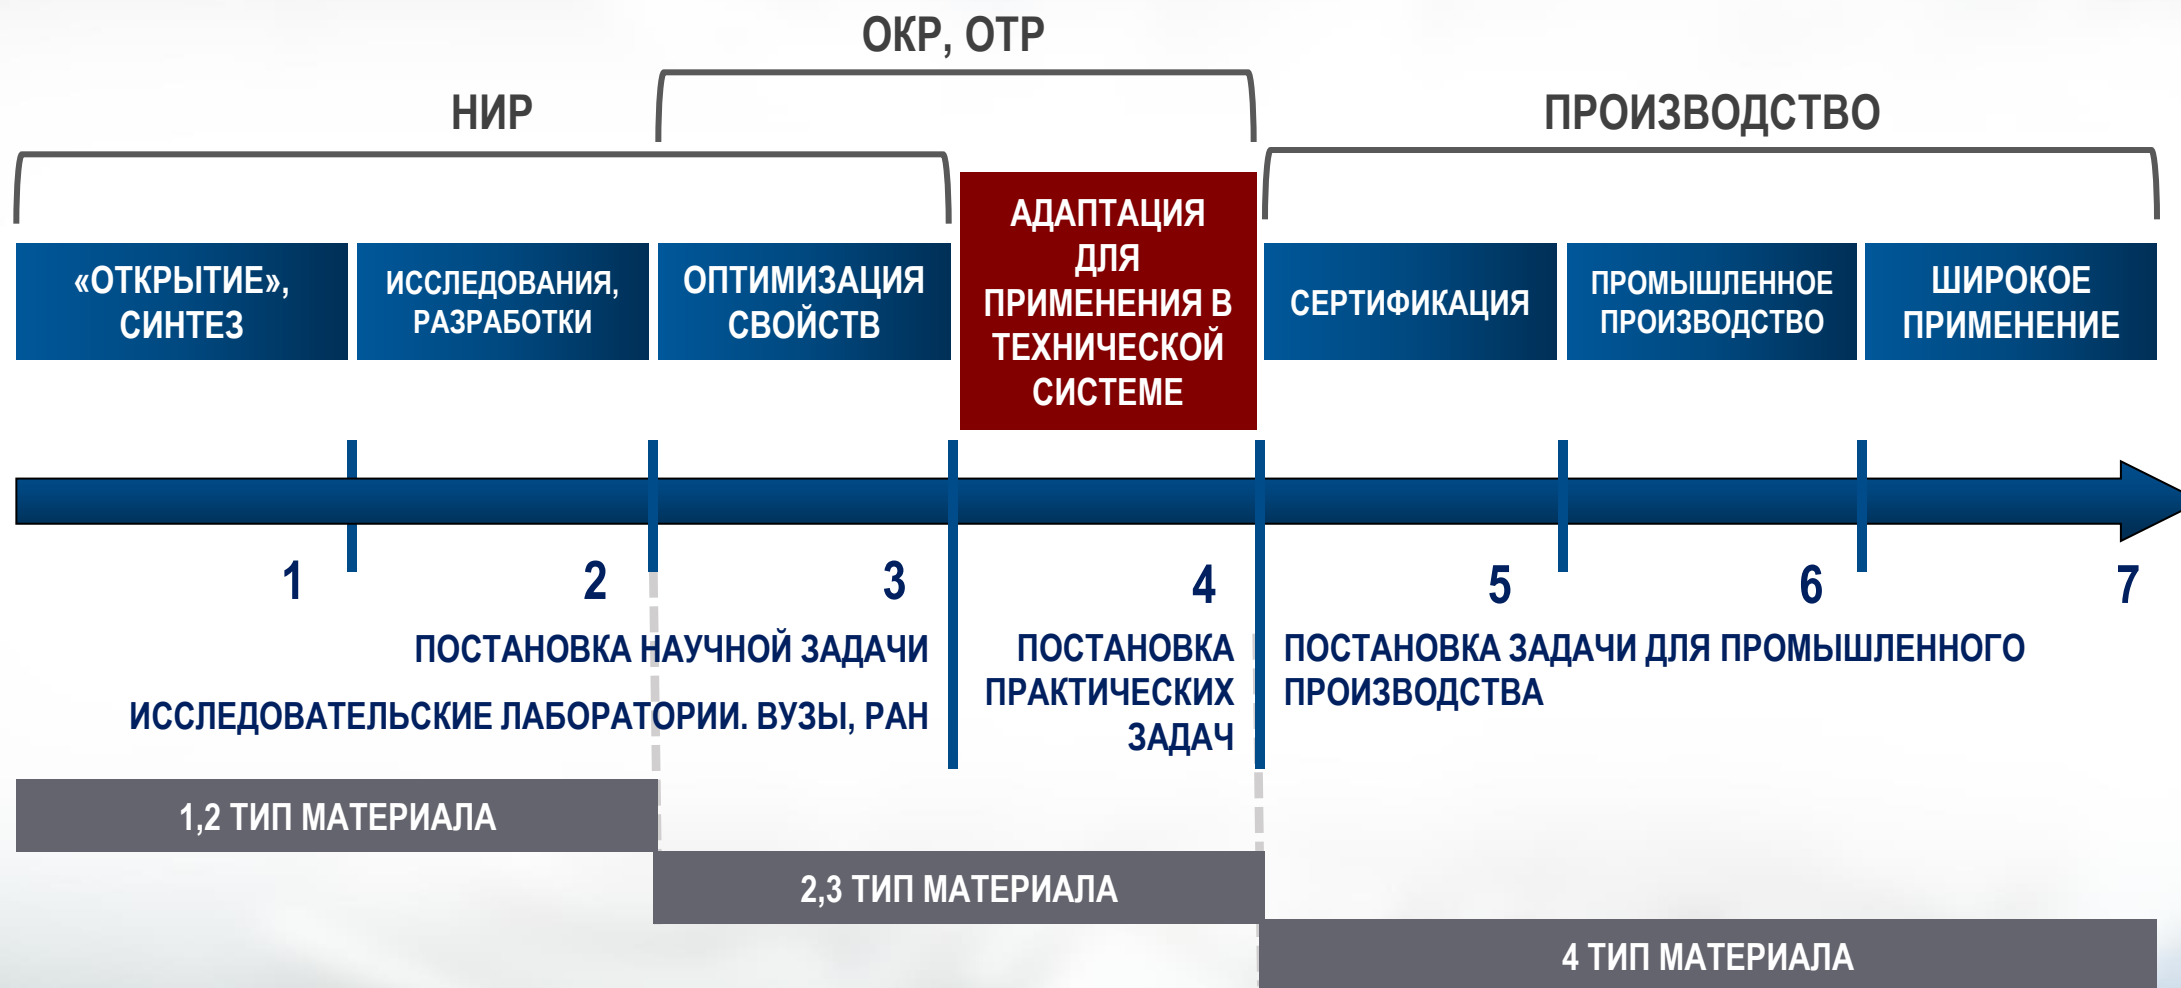 ОКР, ОТР
НИР
ПРОИЗВОДСТВО
«ОТКРЫТИЕ»,
СИНТЕЗ
ИССЛЕДОВАНИЯ,
РАЗРАБОТКИ
ОПТИМИЗАЦИЯ
СВОЙСТВ
АДАПТАЦИЯ
ДЛЯ
ПРИМЕНЕНИЯ В
ТЕХНИЧЕСКОЙ
СИСТЕМЕ
СЕРТИФИКАЦИЯ
ПРОМЫШЛЕННОЕ
ПРОИЗВОДСТВО
ШИРОКОЕ
ПРИМЕНЕНИЕ
1
2
3
4
5
6
7
ПОСТАНОВКА НАУЧНОЙ ЗАДАЧИ
ИССЛЕДОВАТЕЛЬСКИЕ ЛАБОРАТОРИИ. ВУЗЫ, РАН
ПОСТАНОВКА
ПРАКТИЧЕСКИХ
ЗАДАЧ
ПОСТАНОВКА ЗАДАЧИ ДЛЯ ПРОМЫШЛЕННОГО
ПРОИЗВОДСТВА
1,2 ТИП МАТЕРИАЛА
2,3 ТИП МАТЕРИАЛА
4 ТИП МАТЕРИАЛА